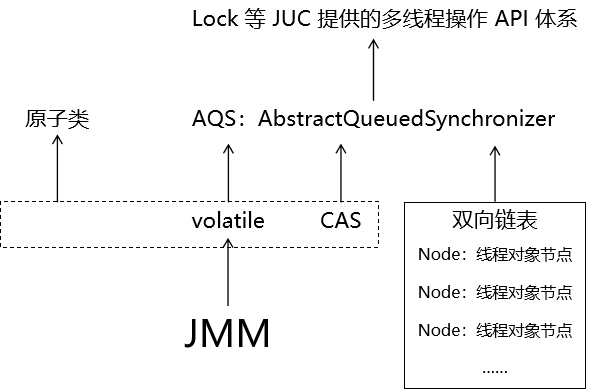 Lock 等 JUC 提供的多线程操作 API 体系
原子类
AQS：AbstractQueuedSynchronizer
volatile
CAS
双向链表
Node：线程对象节点
Node：线程对象节点
Node：线程对象节点
......
JMM